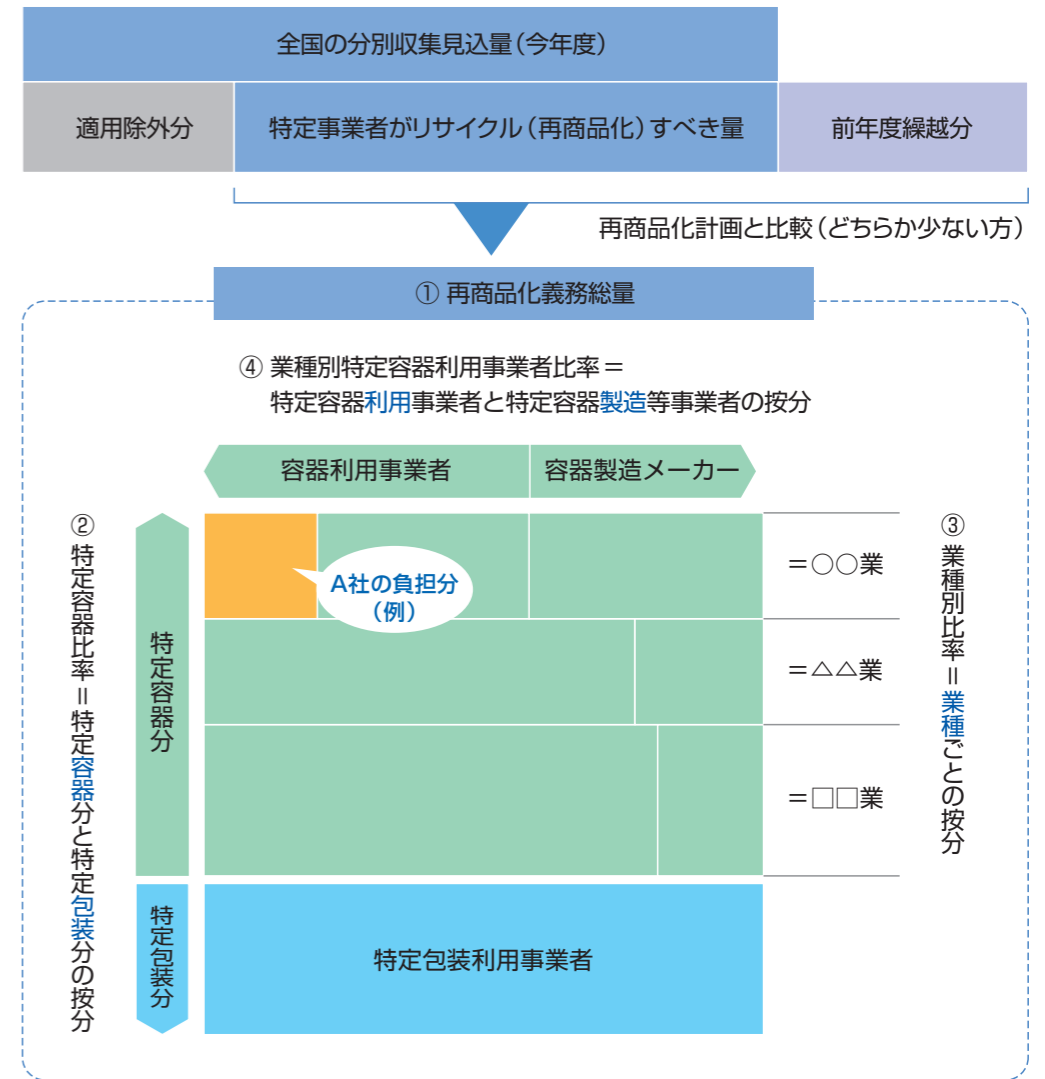 全国の分別収集見込量（今年度）
適用除外分
特定事業者がリサイクル（再商品化）すべき量
前年度繰越分
再商品化計画と比較（どちらか少ない方）
① 再商品化義務総量
④ 業種別特定容器利用事業者比率＝
特定容器利用事業者と特定容器製造等事業者の按分
容器利用事業者
容器製造メーカー
② 特定容器比率＝特定容器分と特定包装分の按分
特定容器分
A社の負担分
（例）
＝○○業
＝△△業
＝□□業
③ 業種別比率＝業種ごとの按分
特定包装分
特定包装利用事業者